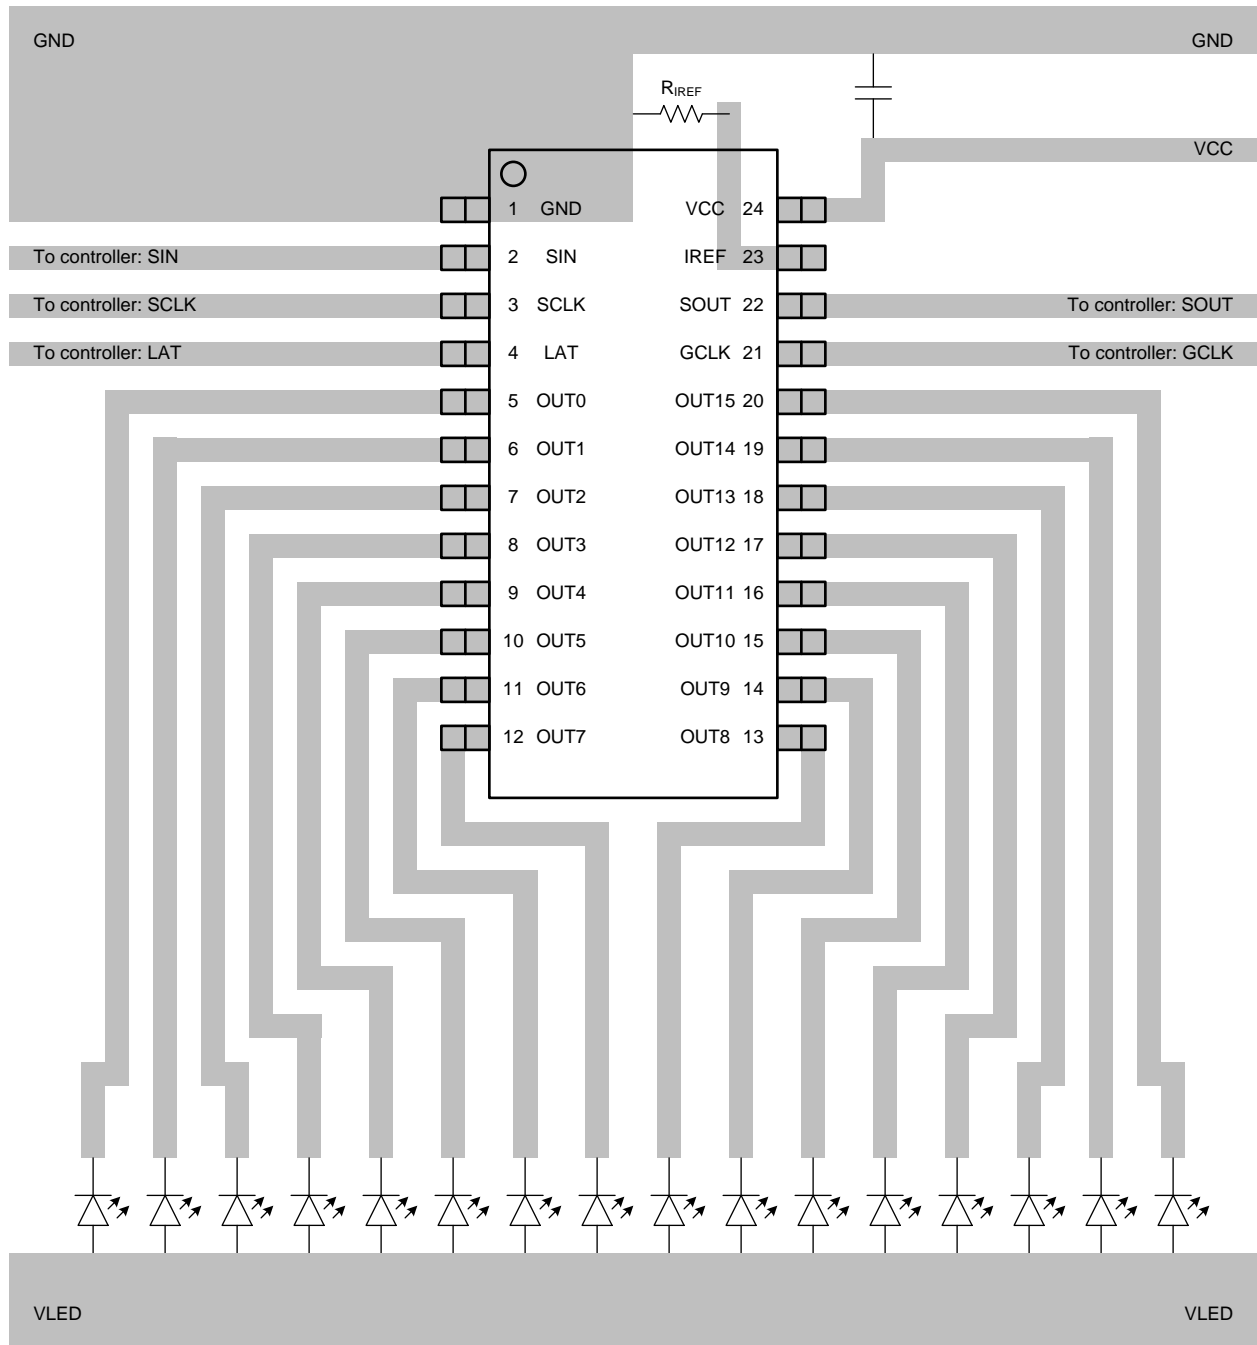 GND GND
R_IREF
VCC
1 GND VCC 24
To controller: SIN 2 SIN IREF 23
To controller: SCLK 3 SCLK SOUT 22 To controller: SOUT
To controller: LAT 4 LAT GCLK 21 To controller: GCLK
5 OUT0 OUT15 20
6 OUT1 OUT14 19
7 OUT2 OUT13 18
8 OUT3 OUT12 17
9 OUT4 OUT11 16
10 OUT5 OUT10 15
11 OUT6 OUT9 14
12 OUT7 OUT8 13
VLED VLED